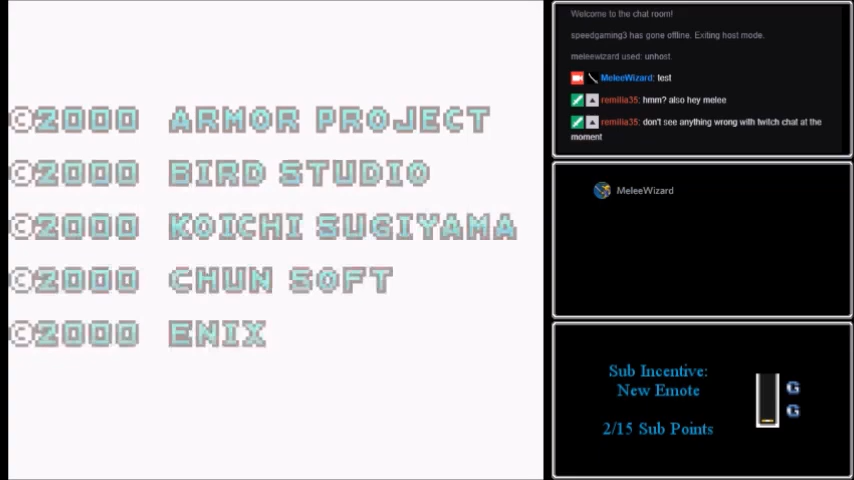 ©2000 ARMOR PROJECT
©2000 BIRD STUDIO
©2000 KOICHI SUGIYAMA
©2000 CHUN SOFT
©2000 ENIX
Welcome to the chat room!
speedgaming3 has gone offline. Exiting host mode.
meleewizard used: unhost.
MeleeWizard: test
remilia35: hmm? also hey melee
remilia35: don't see anything wrong with twitch chat at the
moment
MeleeWizard
Sub Incentive:
New Emote
2/15 Sub Points
G
G